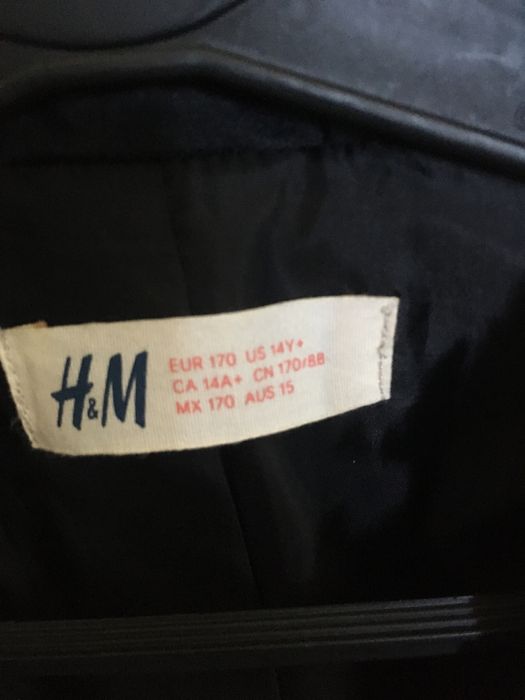 H&M
EUR 170 US 14Y+
CA 14A+ CN 170/88
MX 170 AUS 15